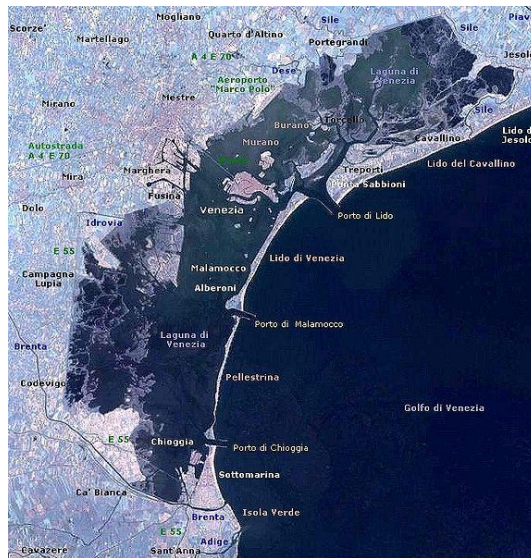 Mogliano
Scorze'
Sile
Piav
Martellago
Quarto d'Altino
Portegrandi
Sile
A 4 E 70
Dese
Laguna di
Venezia
Jesolo
Aeroporto
"Marco Polo"
Mirano
Mestre
Burano
Torcello
Sile
Lido di
Jesolo
Autostrada
A 4 E 70
Murano
Cavallino
Mira
Marghera
Treporti
Lido del Cavallino
Fusina
Punta Sabbioni
Dolo
Venezia
Porto di Lido
Idrovia
E 55
Lido di Venezia
Campagna
Lupia
Malamocco
Alberoni
Porto di Malamocco
Brenta
Laguna di
Venezia
Codevigo
Pellestrina
Golfo di Venezia
E 55
Chioggia
Porto di Chioggia
Sottomarina
Ca' Bianca
Brenta
Isola Verde
E 55
Adige
Cavazere
Sant'Anna